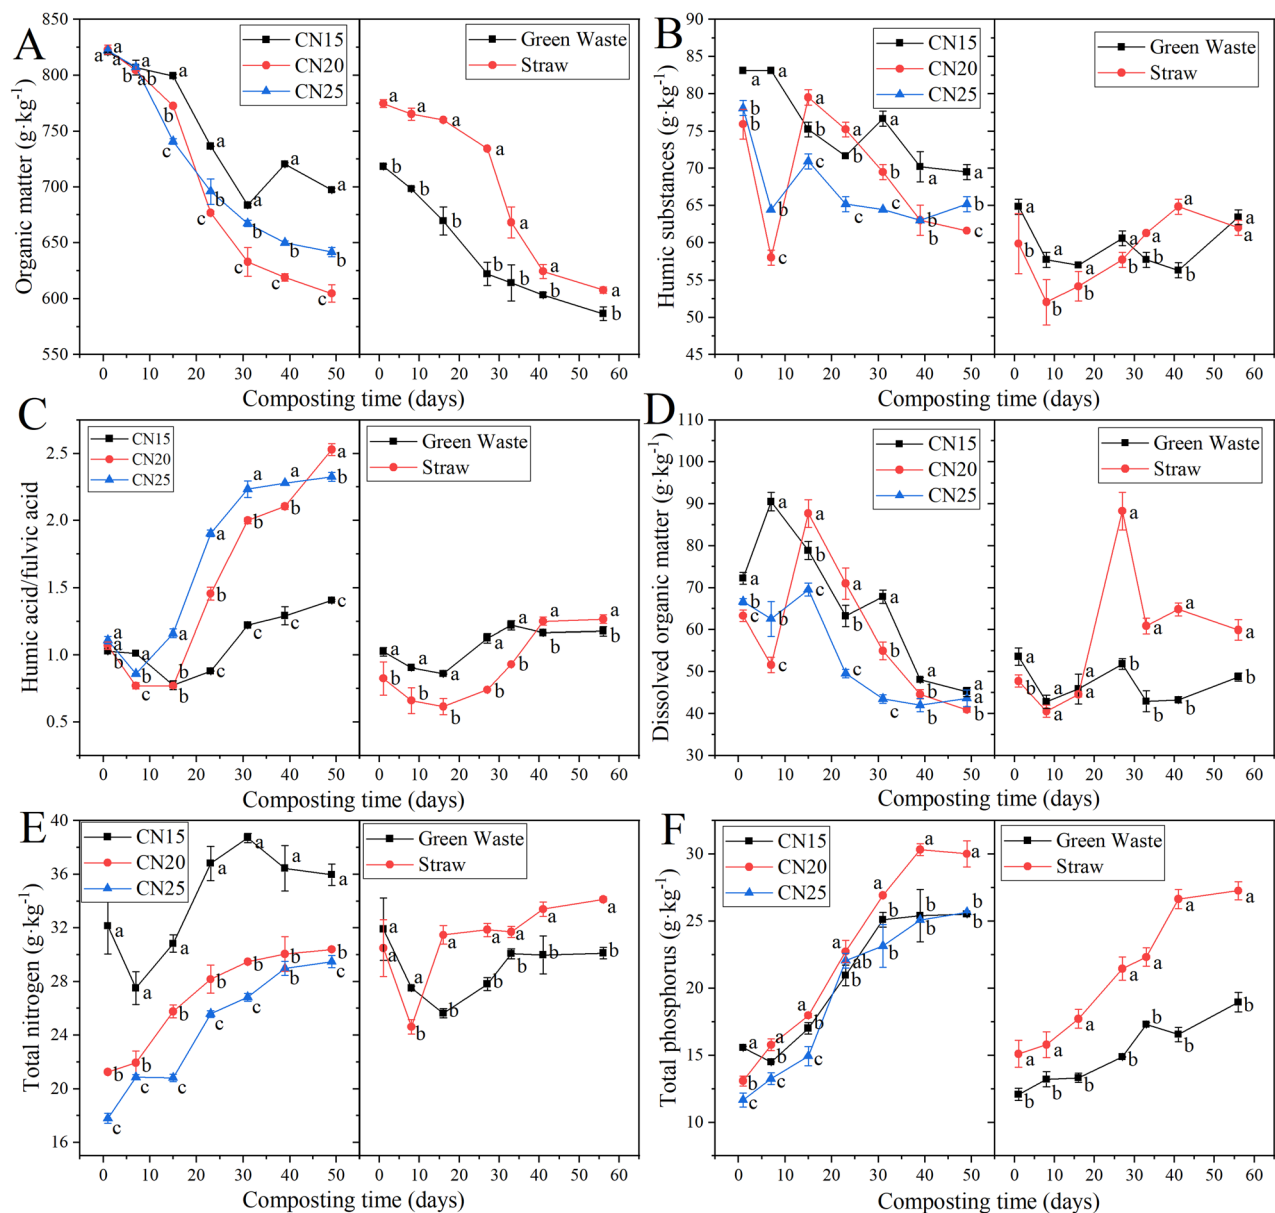 A
Organic matter (g·kg⁻¹)
850
800
750
700
650
600
550
CN15
CN20
CN25
Green Waste
Straw
a a a a a a a a
b ab b c b c b c b c b c
a a a a a a a
b b b b b b b
0 10 20 30 40 50
0 10 20 30 40 50 60
Composting time (days)
B
Humic substances (g·kg⁻¹)
90
85
80
75
70
65
60
55
50
45
CN15
CN20
CN25
Green Waste
Straw
0 10 20 30 40 50
0 10 20 30 40 50 60
Composting time (days)
C
Humic acid/fulvic acid
2.5
2.0
1.5
1.0
0.5
CN15
CN20
CN25
Green Waste
Straw
0 10 20 30 40 50
0 10 20 30 40 50 60
Composting time (days)
D
Dissolved organic matter (g·kg⁻¹)
110
100
90
80
70
60
50
40
30
CN15
CN20
CN25
Green Waste
Straw
0 10 20 30 40 50
0 10 20 30 40 50 60
Composting time (days)
E
Total nitrogen (g·kg⁻¹)
40
36
32
28
24
20
16
CN15
CN20
CN25
Green Waste
Straw
0 10 20 30 40 50
0 10 20 30 40 50 60
Composting time (days)
F
Total phosphorus (g·kg⁻¹)
30
25
20
15
10
CN15
CN20
CN25
Green Waste
Straw
0 10 20 30 40 50
0 10 20 30 40 50 60
Composting time (days)